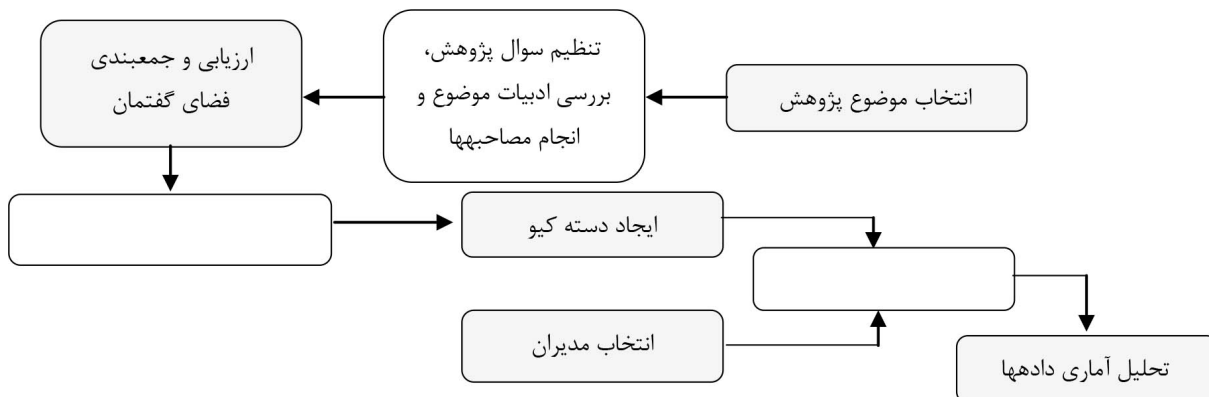 انتخاب موضوع پژوهش
تنظیم سوال پژوهش،
بررسی ادبیات موضوع و
انجام مصاحبهها
ارزیابی و جمعبندی
فضای گفتمان
ایجاد دسته کیو
انتخاب مدیران
تحلیل آماری دادهها